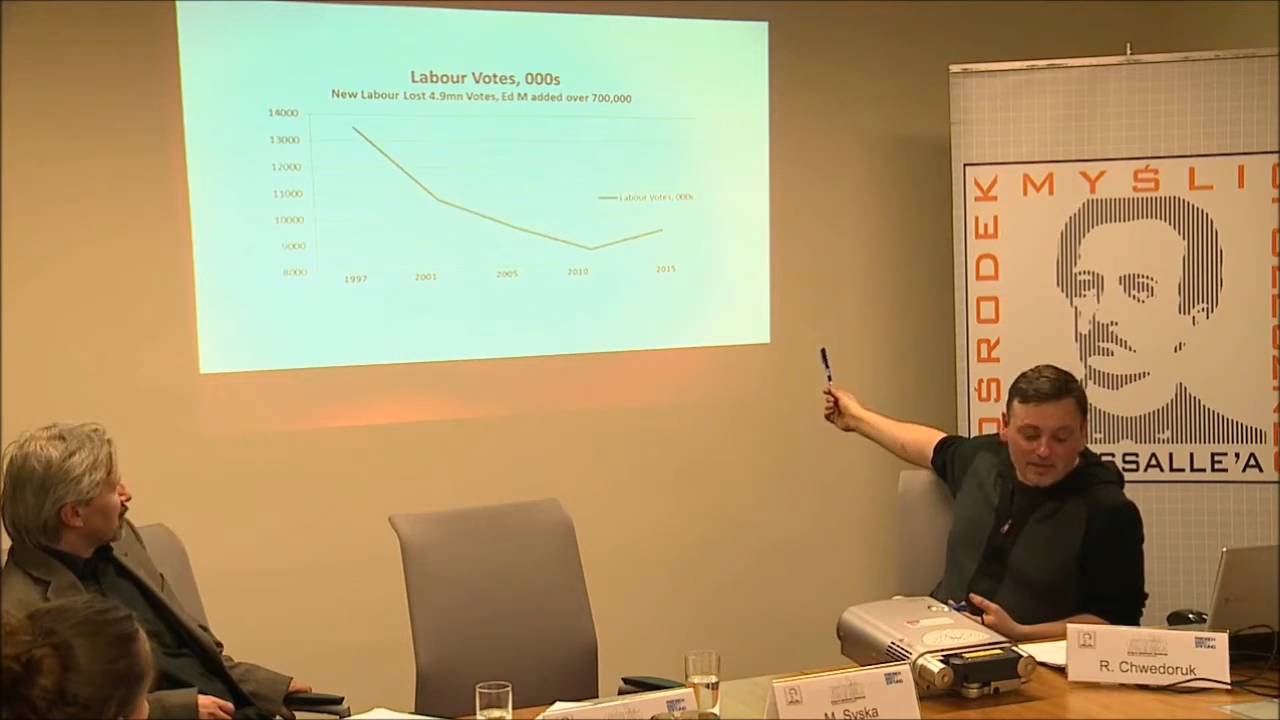 Labour Votes, 000s
New Labour Lost 4.9mn Votes, Ed M added over 700,000
14000
13000
12000
11000
10000
9000
8000
Labour Votes, 000s
1997
2001
2005
2010
2015
OŚRODEK
MYŚLI
SSALLE'A
R. Chwedoruk
M. Syska